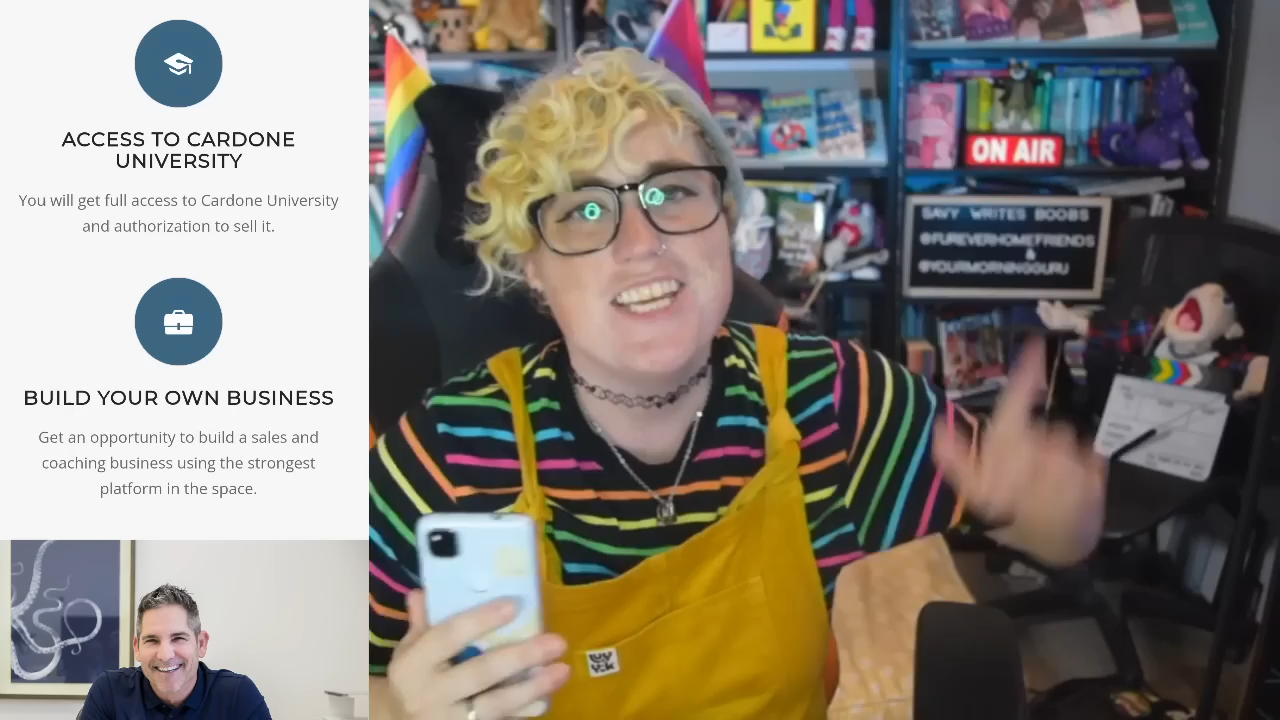 ACCESS TO CARDONE
UNIVERSITY
You will get full access to Cardone University
and authorization to sell it.
BUILD YOUR OWN BUSINESS
Get an opportunity to build a sales and
coaching business using the strongest
platform in the space.
ON AIR
SAVY WRITES BOOBS
@FUREVERHOMEFRIENDS
&
@YOURMORNINGGURU